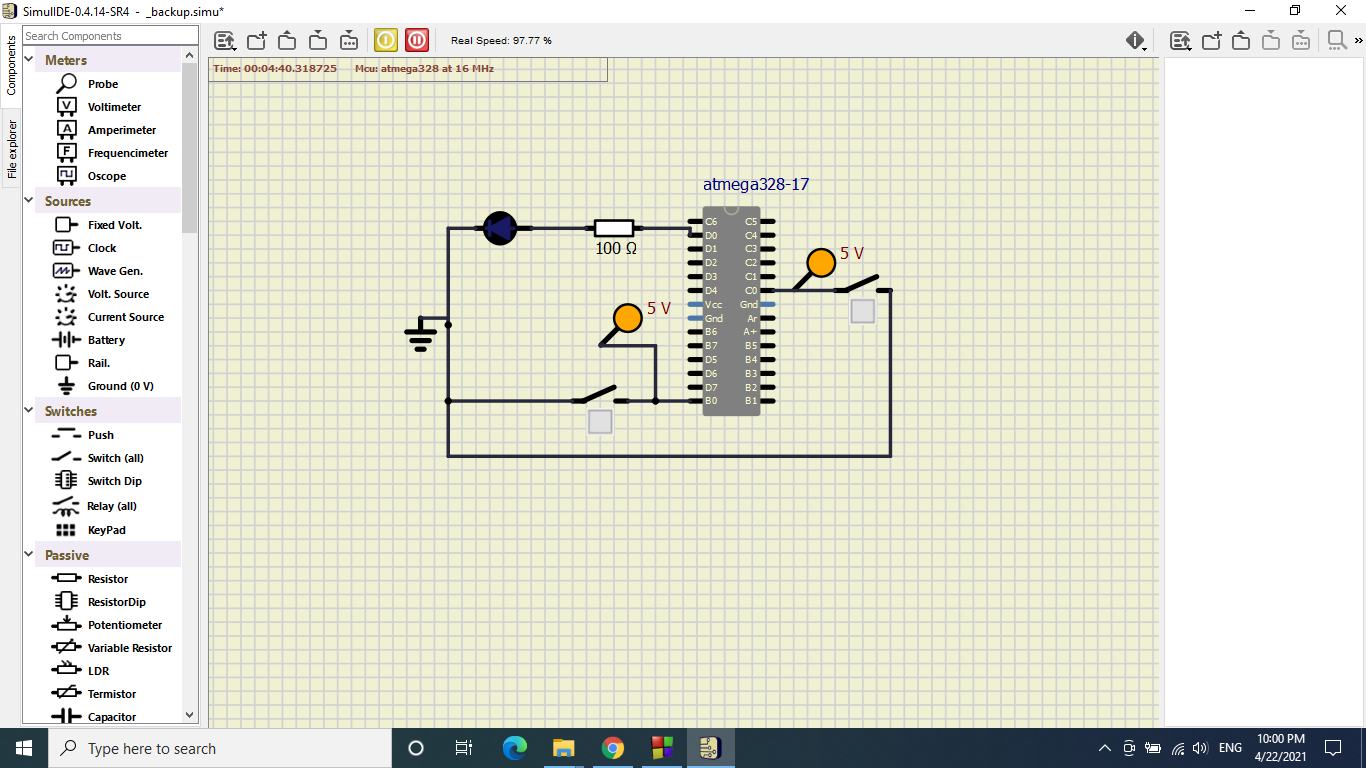 SimulIDE-0.4.14-SR4 - _backup.simu*
Components
File explorer
Search Components
Meters
Probe
Voltimeter
Amperimeter
Frequencimeter
Oscope
Sources
Fixed Volt.
Clock
Wave Gen.
Volt. Source
Current Source
Battery
Rail.
Ground (0 V)
Switches
Push
Switch (all)
Switch Dip
Relay (all)
KeyPad
Passive
Resistor
ResistorDip
Potentiometer
Variable Resistor
LDR
Termistor
Capacitor
Real Speed: 97.77 %
»
Time: 00:04:40.318725 Mcu: atmega328 at 16 MHz
atmega328-17
100 Ω
5 V
5 V
C6 C5
D0 C4
D1 C3
D2 C2
D3 C1
D4 C0
Vcc Gnd
Gnd Ar
B6 A+
B7 B5
D5 B4
D6 B3
D7 B2
B0 B1
Type here to search
ENG
10:00 PM
4/22/2021